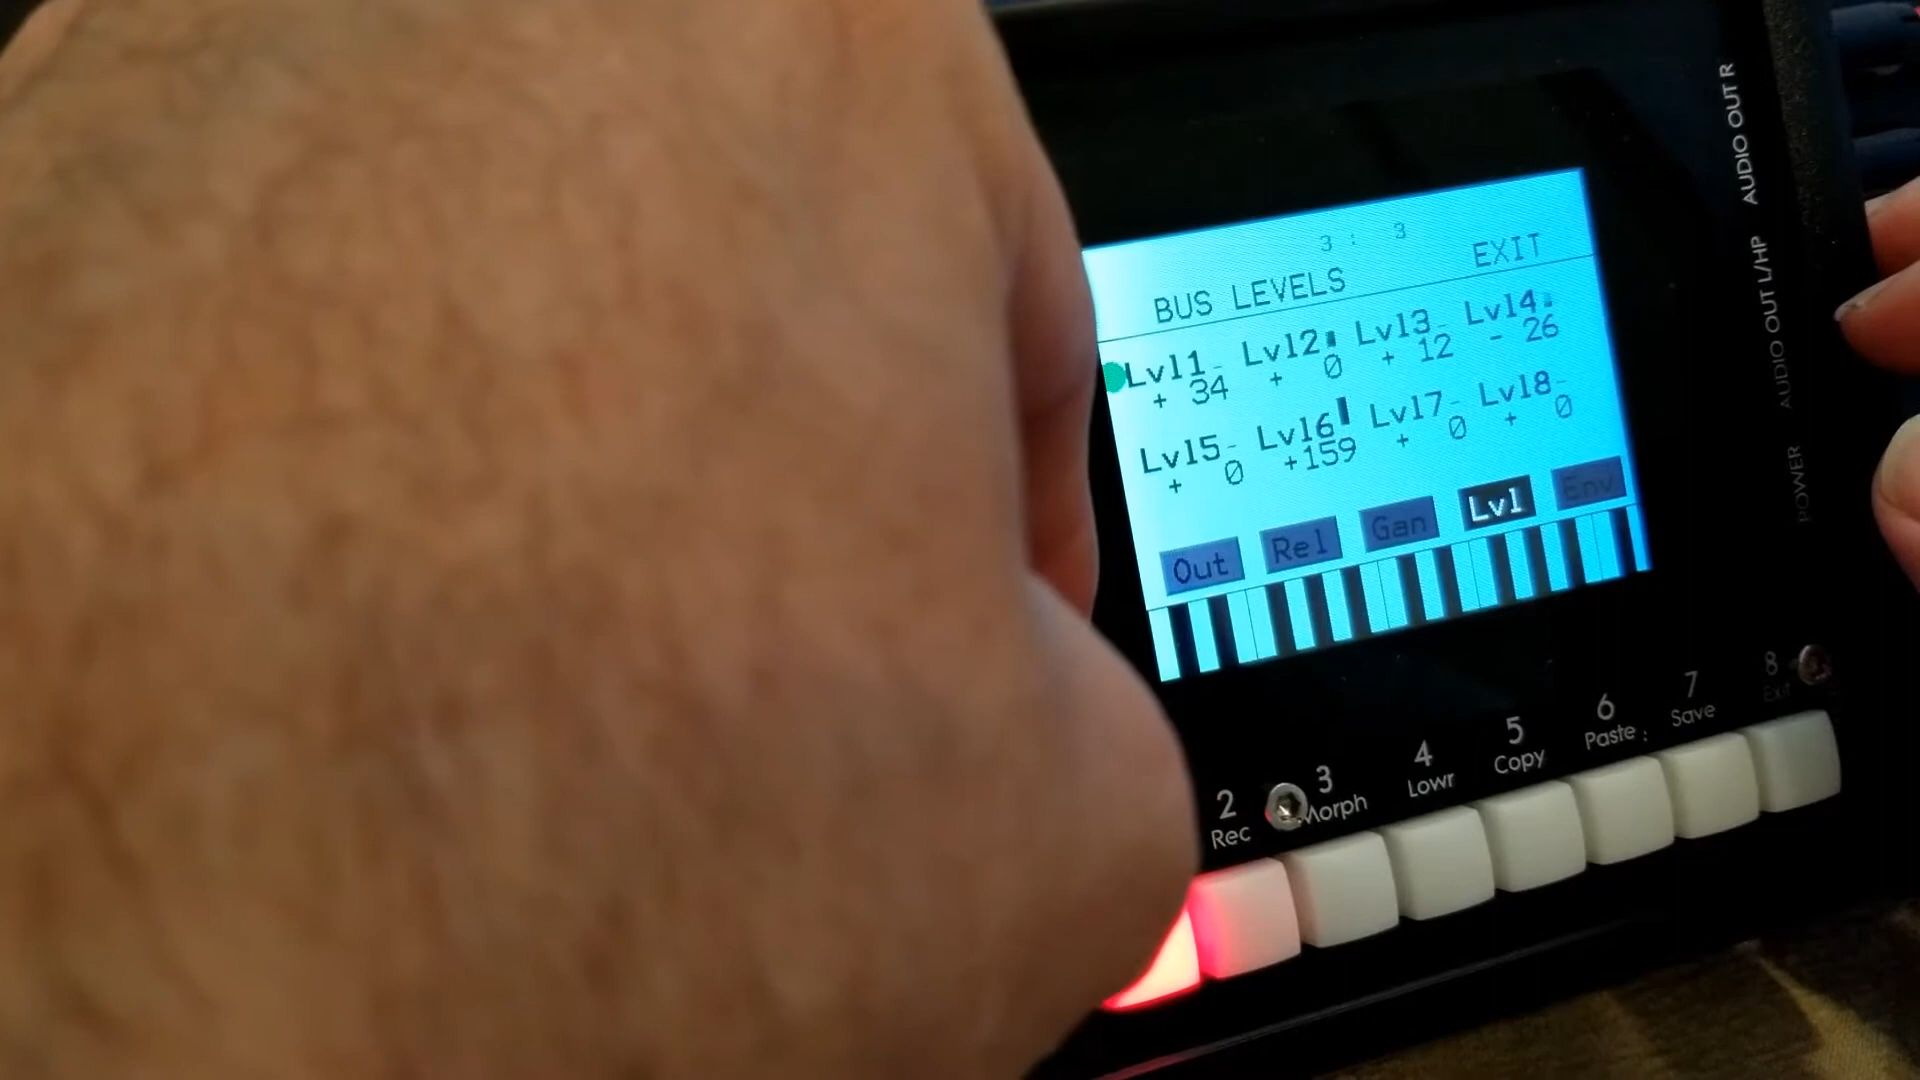 3: 3
BUS LEVELS EXIT
Lvl1 Lvl2 Lvl3 Lvl4
+ 34 + 0 + 12 - 26
Lvl5 Lvl6 Lvl7 Lvl8
+ 0 +159 + 0 + 0
Out Rel Gan Lvl Env
2 3 4 5 6 7 8
Rec Morph Lowr Copy Paste Save Exit
AUDIO OUT R
AUDIO OUT L/HP
POWER